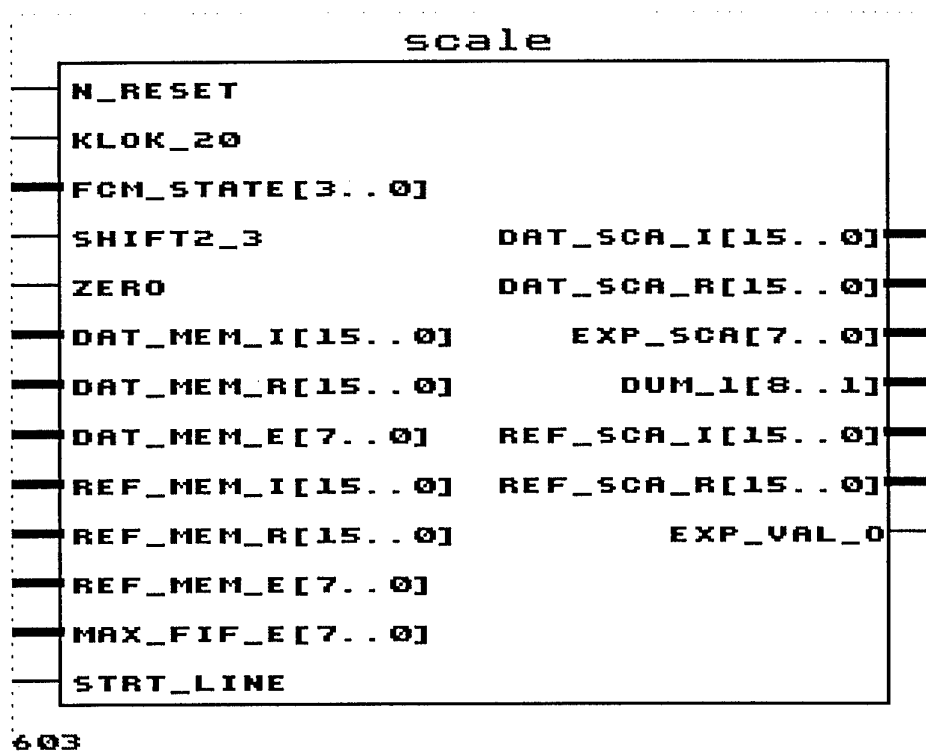 scale
N_RESET
KLOK_20
FCM_STATE[3..0]
SHIFT2_3 DAT_SCA_I[15..0]
ZERO DAT_SCA_R[15..0]
DAT_MEM_I[15..0] EXP_SCA[7..0]
DAT_MEM_R[15..0] DUM_1[8..1]
DAT_MEM_E[7..0] REF_SCA_I[15..0]
REF_MEM_I[15..0] REF_SCA_R[15..0]
REF_MEM_R[15..0] EXP_VAL_O
REF_MEM_E[7..0]
MAX_FIF_E[7..0]
STRT_LINE
603